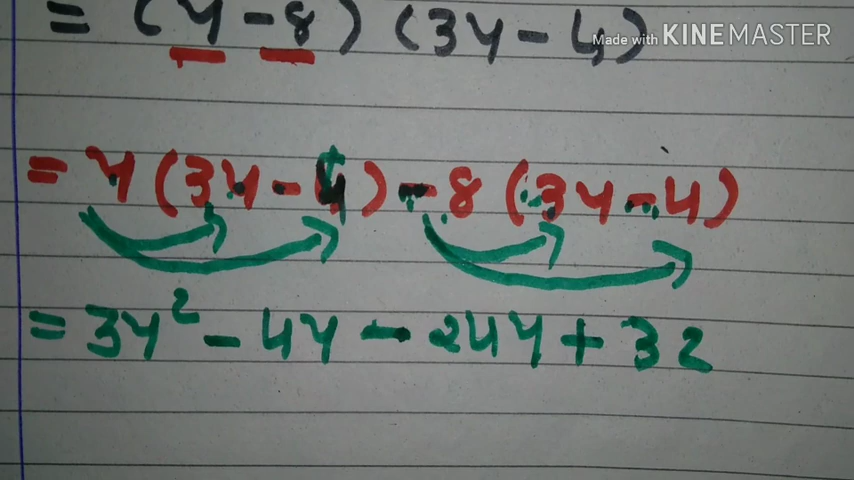 = (y - 8) (3y - 4)
Made with KINEMASTER
= y (3y - 4) - 8 (3y - 4)
= 3y² - 4y - 24y + 32